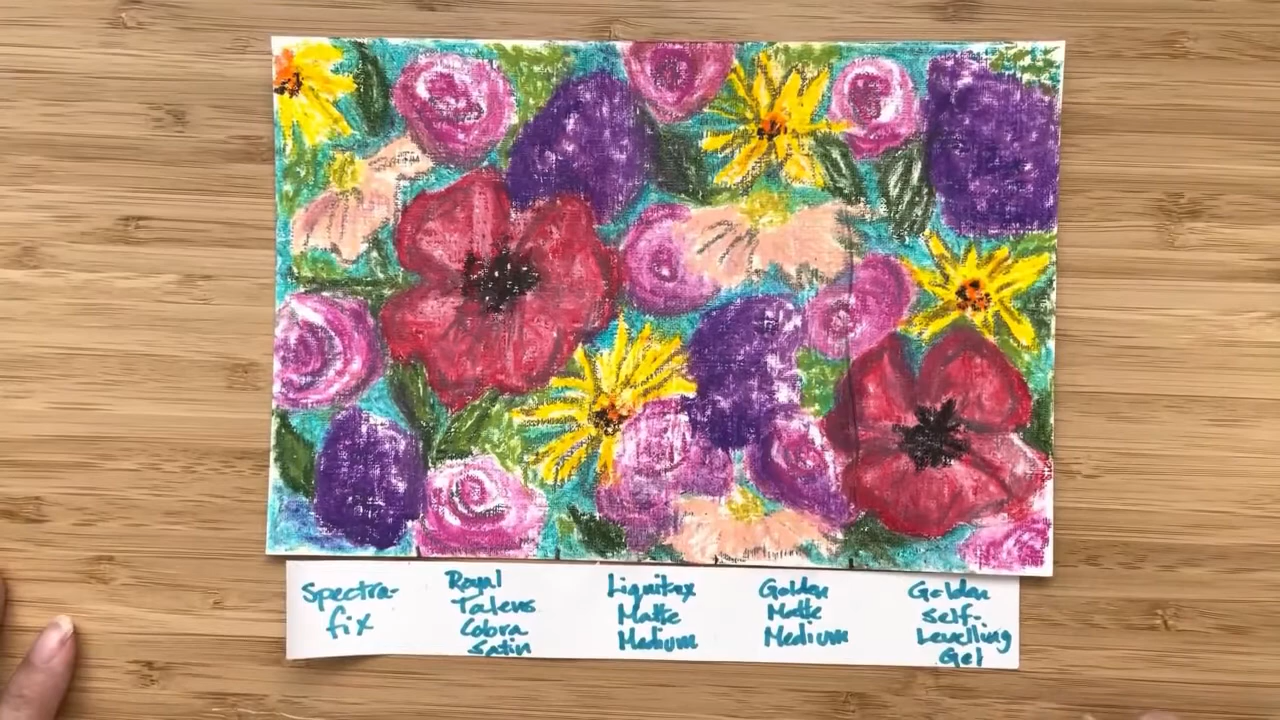 Spectra-
fix
Royal
Talens
Cobra
Satin
Liquitex
Matte
Medium
Golden
Matte
Medium
Golden
Self-
Levelling
Gel